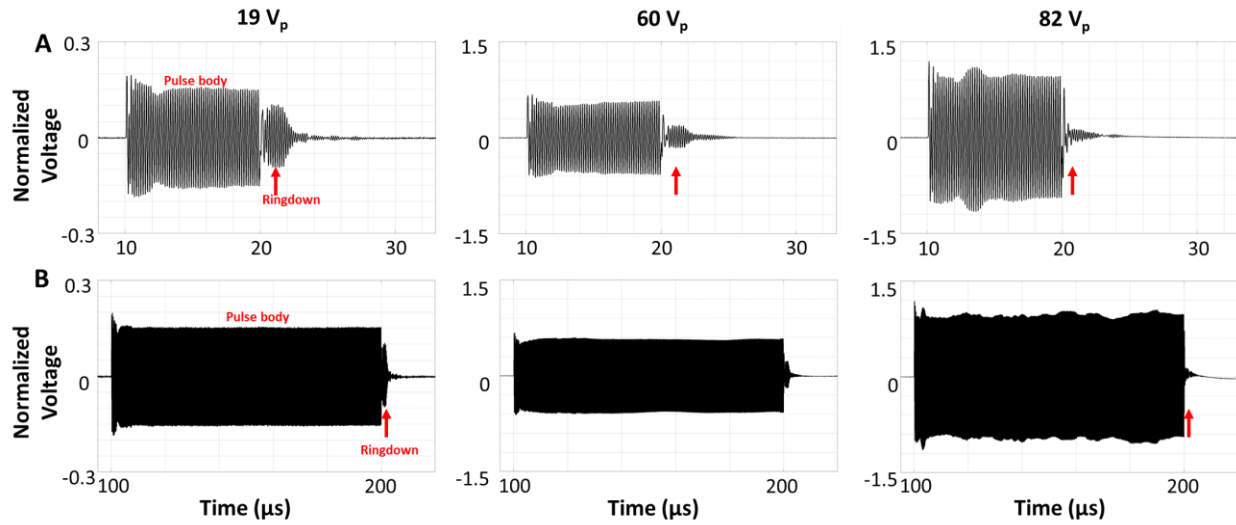 19 Vp
60 Vp
82 Vp
A
Normalized
Voltage
0.3
0
-0.3
Pulse body
Ringdown
10
20
30
1.5
0
-1.5
10
20
30
1.5
0
-1.5
10
20
30
B
Normalized
Voltage
0.3
0
-0.3
Pulse body
Ringdown
100
200
Time (μs)
1.5
0
-1.5
100
200
Time (μs)
1.5
0
-1.5
100
200
Time (μs)